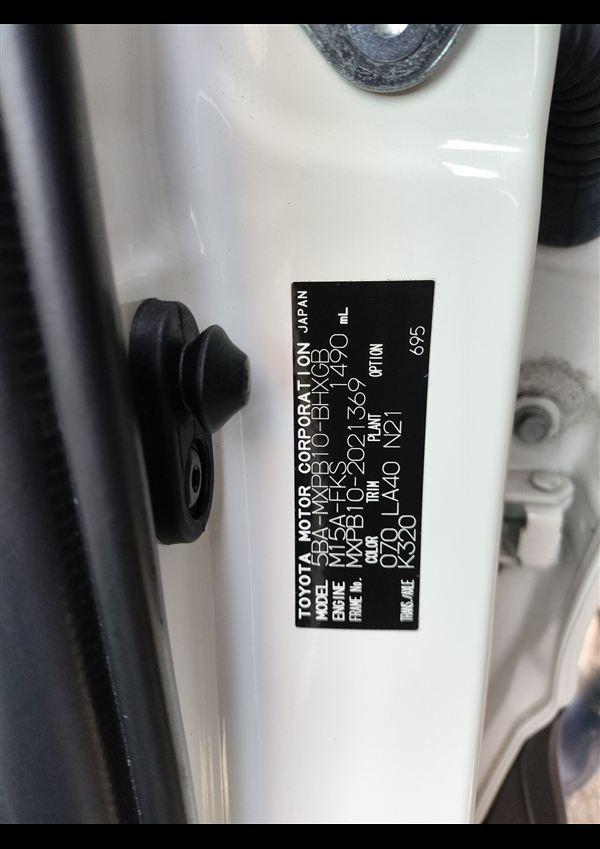 TOYOTA MOTOR CORPORATION JAPAN
MODEL 5BA-MXPB10-BHXGB
ENGINE M15A-FKS 1490 mL
FRAME No. MXPB10-2021369
COLOR TRIM PLANT OPTION
070 LA40 N21
TRANS./AXLE K320 695